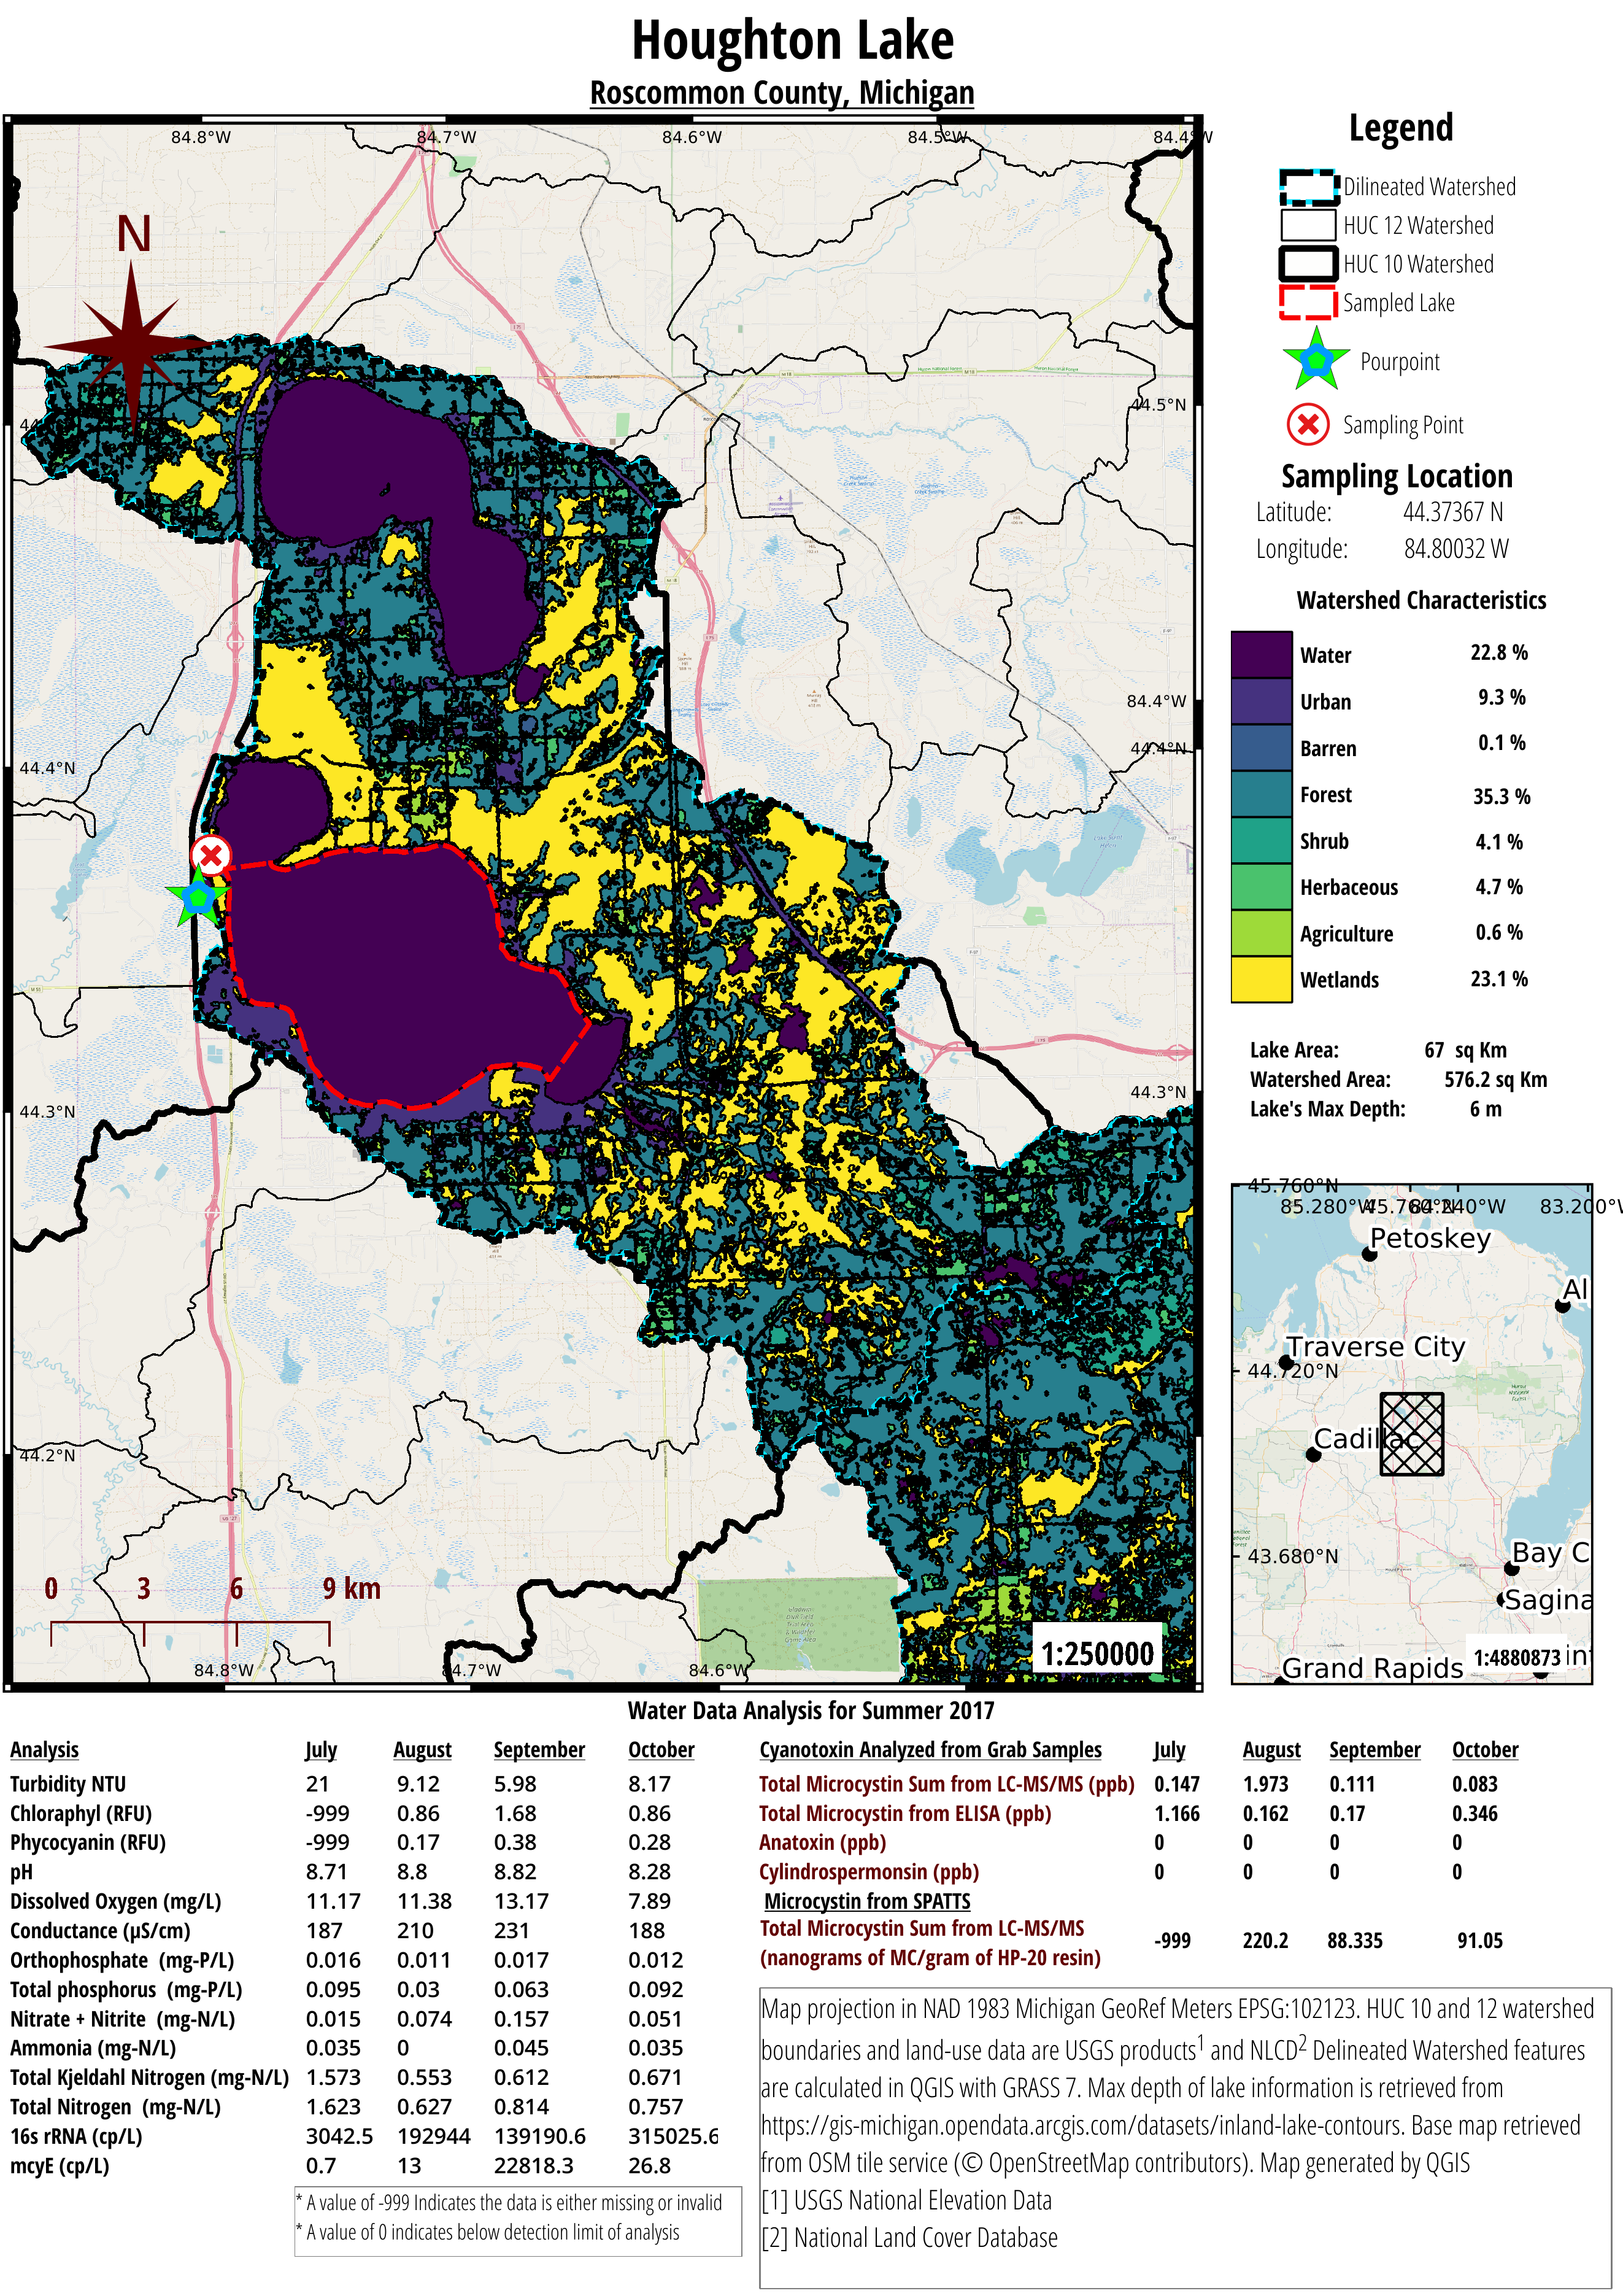 Houghton Lake
Roscommon County, Michigan
84.8°W 84.7°W 84.6°W 84.5°W 84.4°W
N
44.5°N
84.4°W
44.4°N
44.4°N
44.3°N
44.3°N
44.2°N
0 3 6 9 km
84.8°W 84.7°W 84.6°W
1:250000
Legend
Dilineated Watershed
HUC 12 Watershed
HUC 10 Watershed
Sampled Lake
Pourpoint
Sampling Point
Sampling Location
Latitude: 44.37367 N
Longitude: 84.80032 W
Watershed Characteristics
Water 22.8 %
Urban 9.3 %
Barren 0.1 %
Forest 35.3 %
Shrub 4.1 %
Herbaceous 4.7 %
Agriculture 0.6 %
Wetlands 23.1 %
Lake Area: 67 sq Km
Watershed Area: 576.2 sq Km
Lake's Max Depth: 6 m
45.760°N
85.280°W 45.760°N 84.240°W 83.200°W
Petoskey
Al
Traverse City
44.720°N
Cadillac
43.680°N
Bay C
Sagina
Grand Rapids
1:4880873
Water Data Analysis for Summer 2017
Analysis July August September October
Turbidity NTU 21 9.12 5.98 8.17
Chloraphyl (RFU) -999 0.86 1.68 0.86
Phycocyanin (RFU) -999 0.17 0.38 0.28
pH 8.71 8.8 8.82 8.28
Dissolved Oxygen (mg/L) 11.17 11.38 13.17 7.89
Conductance (µS/cm) 187 210 231 188
Orthophosphate (mg-P/L) 0.016 0.011 0.017 0.012
Total phosphorus (mg-P/L) 0.095 0.03 0.063 0.092
Nitrate + Nitrite (mg-N/L) 0.015 0.074 0.157 0.051
Ammonia (mg-N/L) 0.035 0 0.045 0.035
Total Kjeldahl Nitrogen (mg-N/L) 1.573 0.553 0.612 0.671
Total Nitrogen (mg-N/L) 1.623 0.627 0.814 0.757
16s rRNA (cp/L) 3042.5 192944 139190.6 315025.6
mcyE (cp/L) 0.7 13 22818.3 26.8
* A value of -999 Indicates the data is either missing or invalid
* A value of 0 indicates below detection limit of analysis
Cyanotoxin Analyzed from Grab Samples July August September October
Total Microcystin Sum from LC-MS/MS (ppb) 0.147 1.973 0.111 0.083
Total Microcystin from ELISA (ppb) 1.166 0.162 0.17 0.346
Anatoxin (ppb) 0 0 0 0
Cylindrospermonsin (ppb) 0 0 0 0
Microcystin from SPATTS
Total Microcystin Sum from LC-MS/MS
(nanograms of MC/gram of HP-20 resin) -999 220.2 88.335 91.05
Map projection in NAD 1983 Michigan GeoRef Meters EPSG:102123. HUC 10 and 12 watershed
boundaries and land-use data are USGS products1 and NLCD2 Delineated Watershed features
are calculated in QGIS with GRASS 7. Max depth of lake information is retrieved from
https://gis-michigan.opendata.arcgis.com/datasets/inland-lake-contours. Base map retrieved
from OSM tile service (© OpenStreetMap contributors). Map generated by QGIS
[1] USGS National Elevation Data
[2] National Land Cover Database